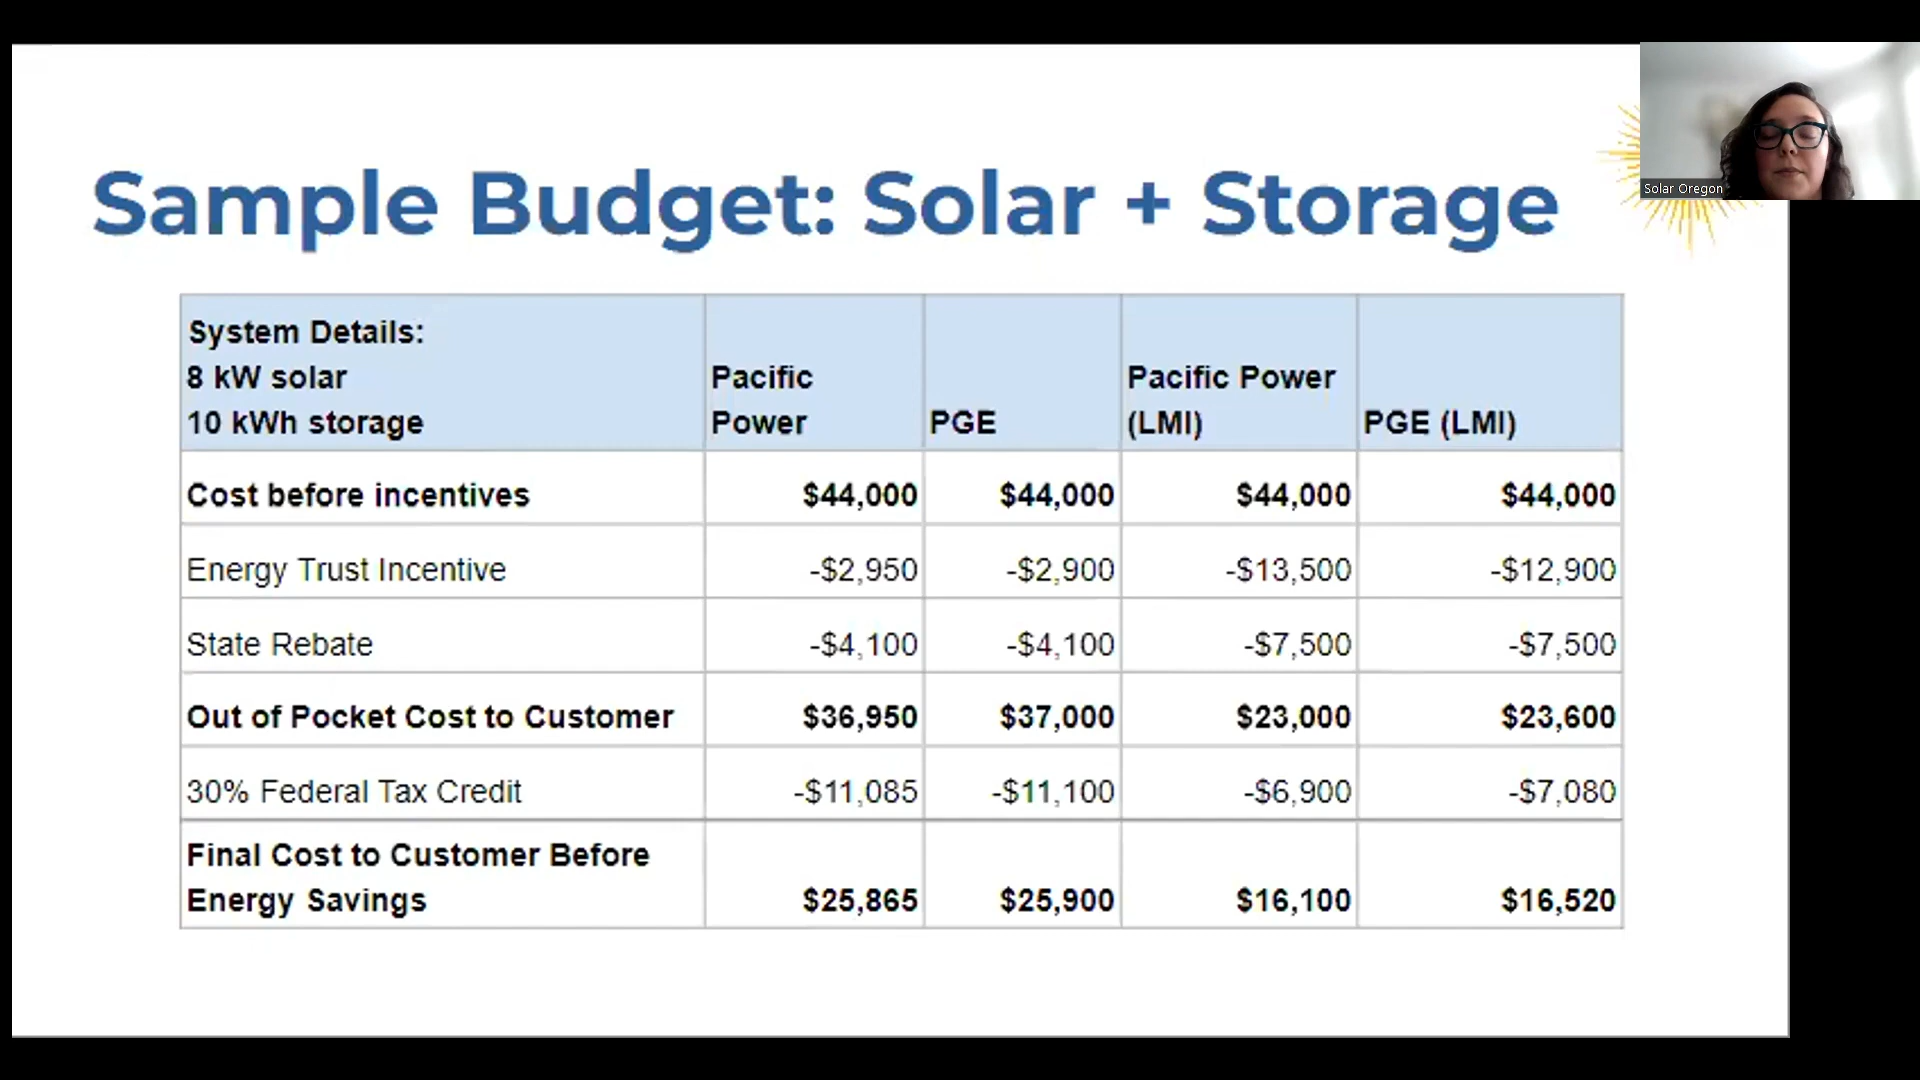 Solar Oregon
Sample Budget: Solar + Storage
System Details:
8 kW solar
10 kWh storage
Pacific
Power
PGE
Pacific Power
(LMI)
PGE (LMI)
Cost before incentives $44,000 $44,000 $44,000 $44,000
Energy Trust Incentive -$2,950 -$2,900 -$13,500 -$12,900
State Rebate -$4,100 -$4,100 -$7,500 -$7,500
Out of Pocket Cost to Customer $36,950 $37,000 $23,000 $23,600
30% Federal Tax Credit -$11,085 -$11,100 -$6,900 -$7,080
Final Cost to Customer Before
Energy Savings $25,865 $25,900 $16,100 $16,520